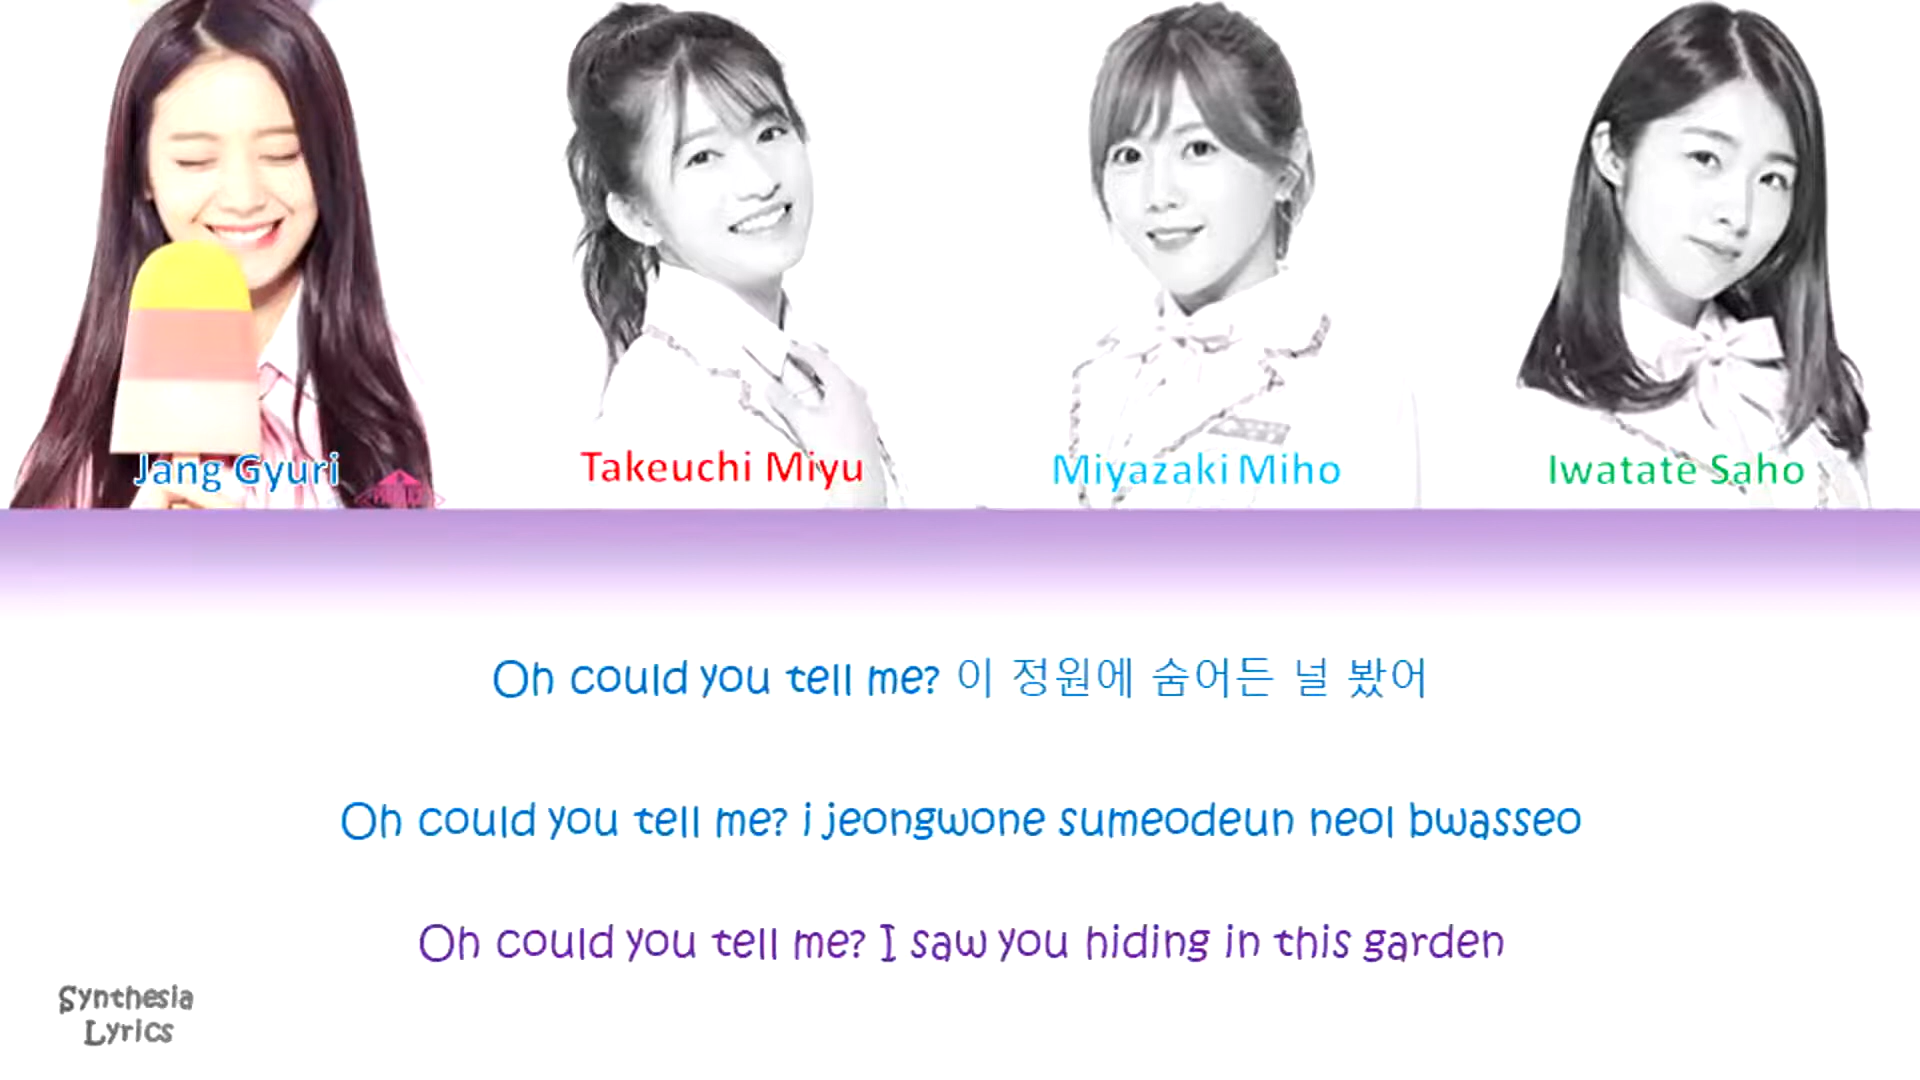 Jang Gyuri
Takeuchi Miyu
Miyazaki Miho
Iwatate Saho
Oh could you tell me? 이 정원에 숨어든 널 봤어
Oh could you tell me? i jeongwone sumeodeun neol bwasseo
Oh could you tell me? I saw you hiding in this garden
Synthesia
Lyrics